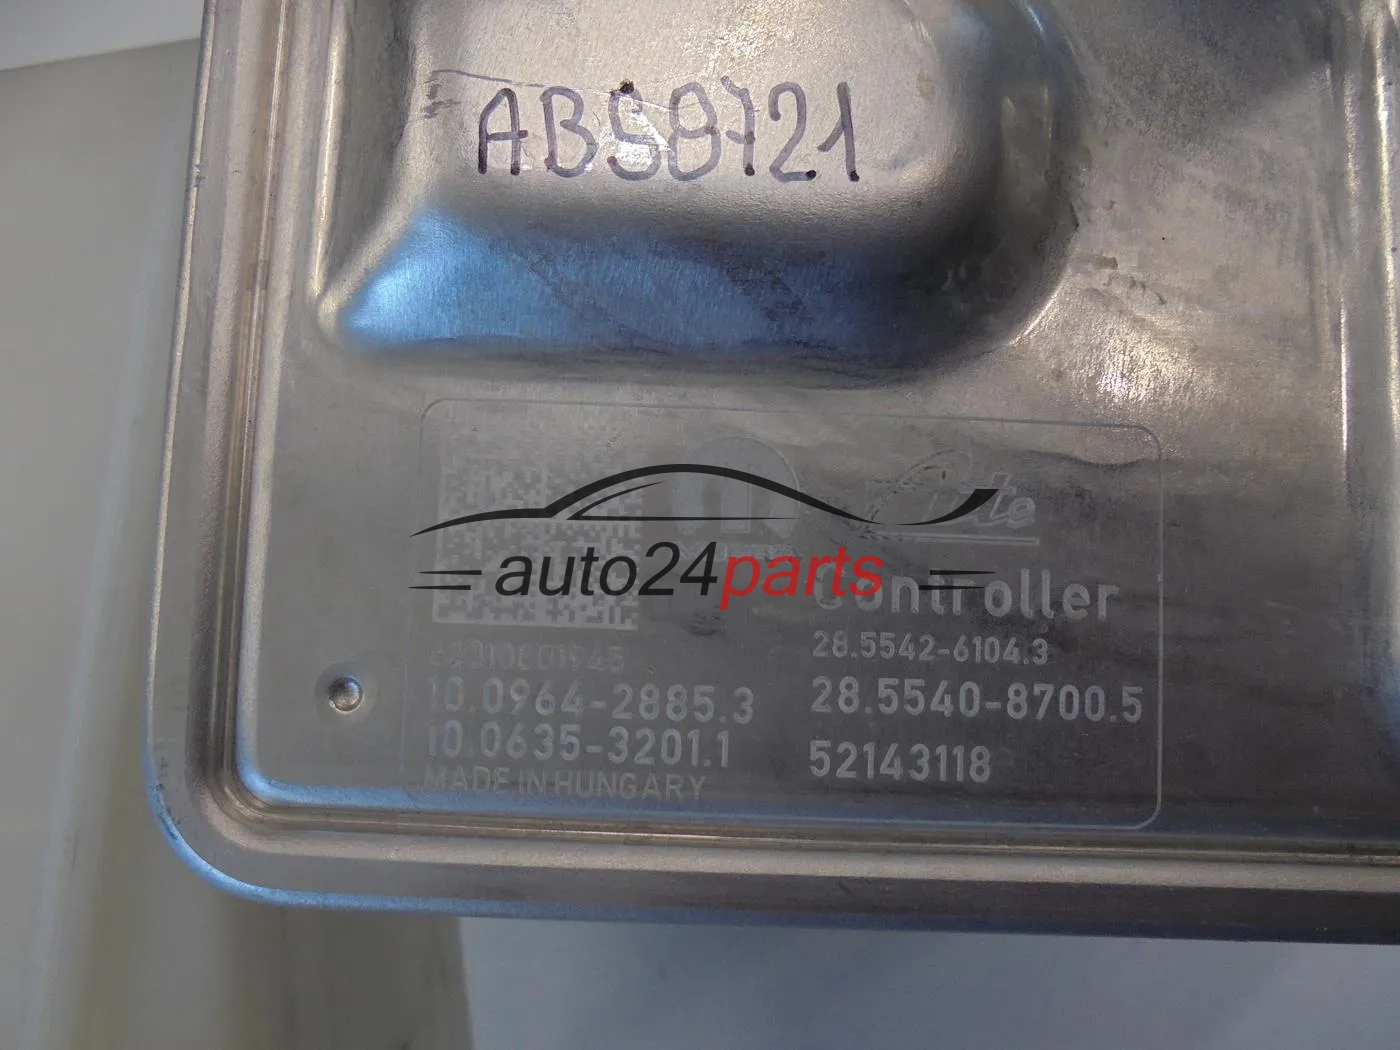 ABS8721
Ate
auto24parts
Controller
28.5542-6104.3
10.0964-2885.3
28.5540-8700.5
10.0635-3201.1
52143118
MADE IN HUNGARY